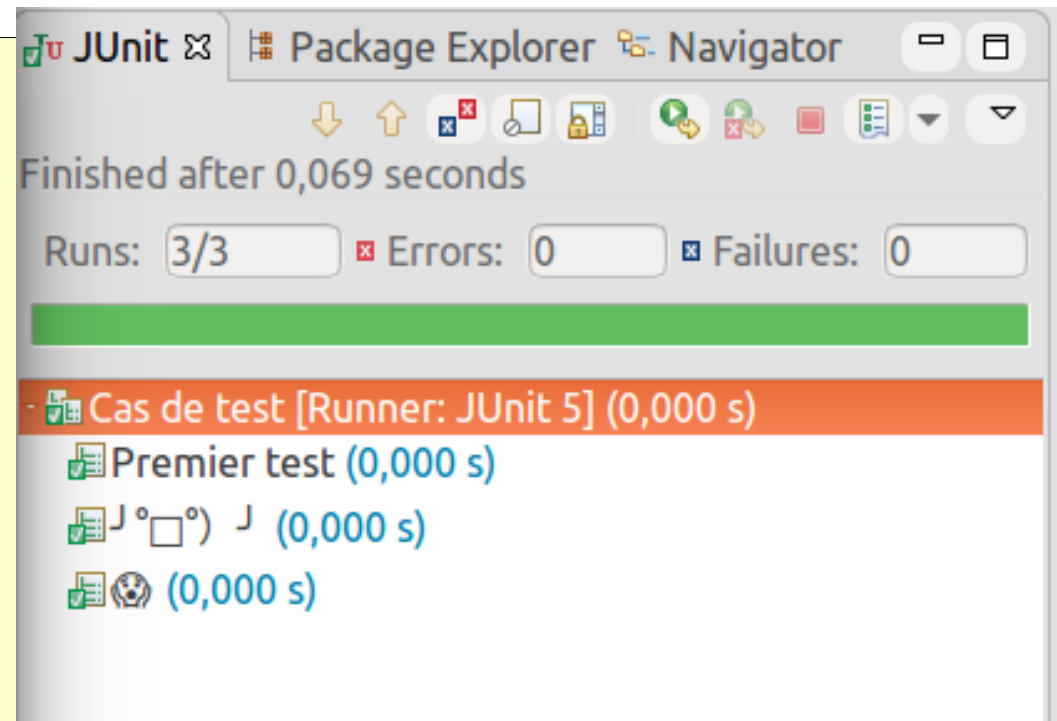 JUnit Package Explorer Navigator
Finished after 0,069 seconds
Runs: 3/3 Errors: 0 Failures: 0
Cas de test [Runner: JUnit 5] (0,000 s)
Premier test (0,000 s)
╯°□°) ╯ (0,000 s)
😱 (0,000 s)